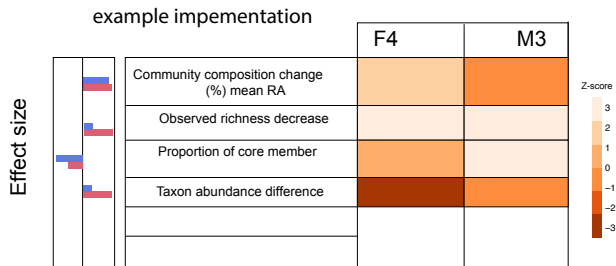 example impementation
F4 M3
Effect size
Community composition change
(%) mean RA
Observed richness decrease
Proportion of core member
Taxon abundance difference
Z-score
3
2
1
0
−1
−2
−3